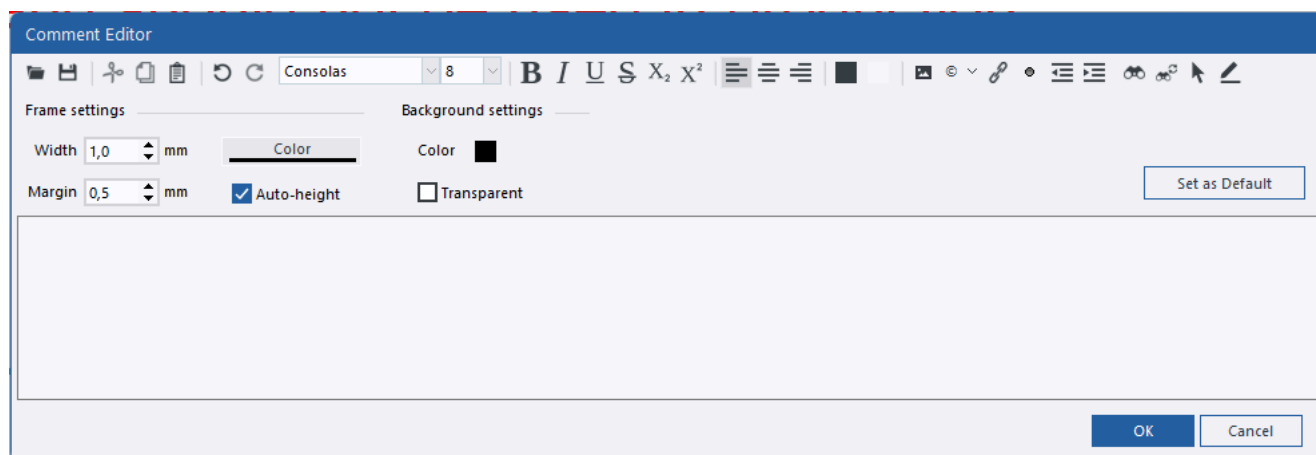 Comment Editor
Consolas 8 B I U S X₂ X² ©
Frame settings Background settings
Width 1,0 mm Color Color
Margin 0,5 mm Auto-height Transparent Set as Default
OK Cancel